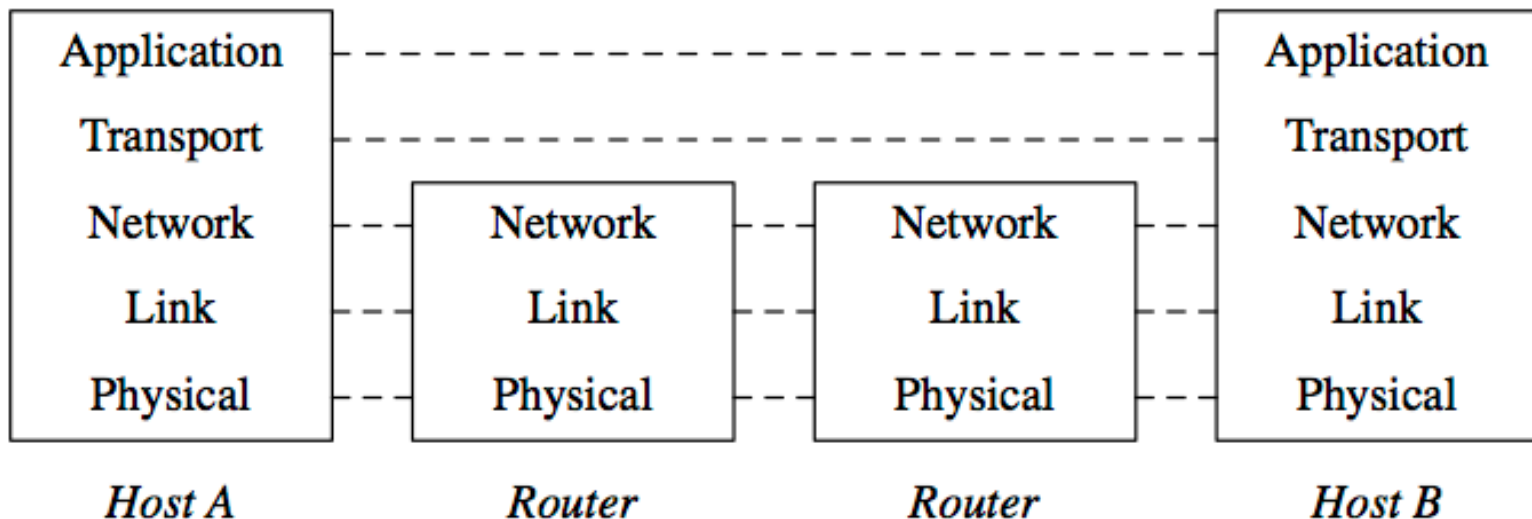 Application Application
Transport Transport
Network Network Network Network
Link Link Link Link
Physical Physical Physical Physical
Host A Router Router Host B